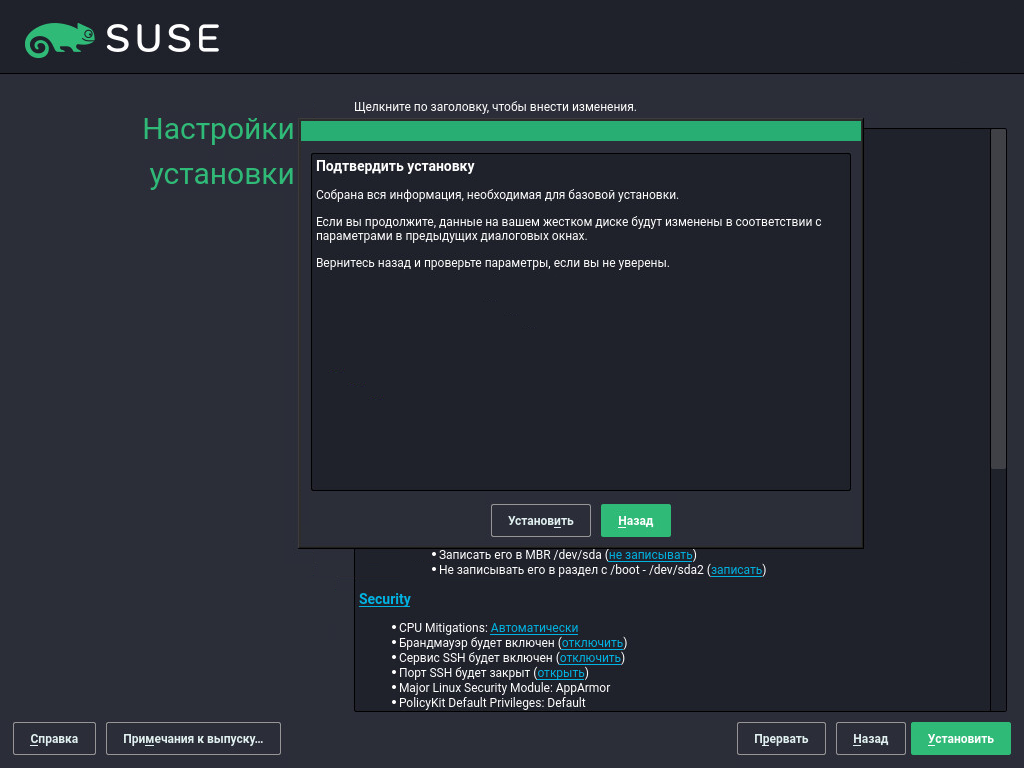 SUSE
Щелкните по заголовку, чтобы внести изменения.
Настройки
установки
Подтвердить установку
Собрана вся информация, необходимая для базовой установки.
Если вы продолжите, данные на вашем жестком диске будут изменены в соответствии с
параметрами в предыдущих диалоговых окнах.
Вернитесь назад и проверьте параметры, если вы не уверены.
Установить
Назад
• Записать его в MBR /dev/sda (не записывать)
• Не записывать его в раздел с /boot - /dev/sda2 (записать)
Security
• CPU Mitigations: Автоматически
• Брандмауэр будет включен (отключить)
• Сервис SSH будет включен (отключить)
• Порт SSH будет закрыт (открыть)
• Major Linux Security Module: AppArmor
• PolicyKit Default Privileges: Default
Справка
Примечания к выпуску...
Прервать
Назад
Установить